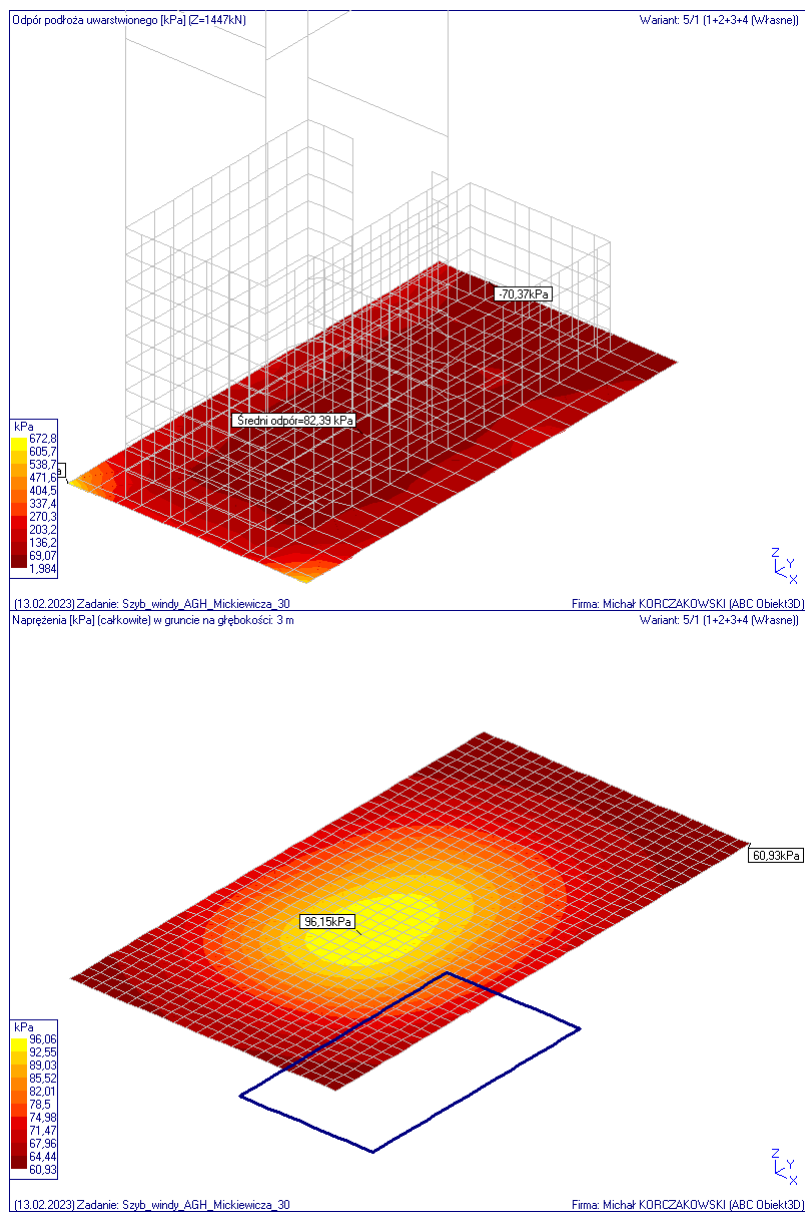 Odpór podłoża uwarstwionego [kPa] (Z=1447kN)
Wariant: 5/1 (1+2+3+4 (Własne))
-70,37kPa
Średni odpór=82,39 kPa
kPa
672,8
605,7
538,7
471,6
404,5
337,4
270,3
203,2
136,2
69,07
1,984
a
Z
Y
X
(13.02.2023) Zadanie: Szyb_windy_AGH_Mickiewicza_30
Firma: Michał KORCZAKOWSKI (ABC Obiekt3D)
Naprężenia [kPa] (całkowite) w gruncie na głębokości: 3 m
Wariant: 5/1 (1+2+3+4 (Własne))
60,93kPa
96,15kPa
kPa
96,06
92,55
89,03
85,52
82,01
78,5
74,98
71,47
67,96
64,44
60,93
Z
Y
X
(13.02.2023) Zadanie: Szyb_windy_AGH_Mickiewicza_30
Firma: Michał KORCZAKOWSKI (ABC Obiekt3D)